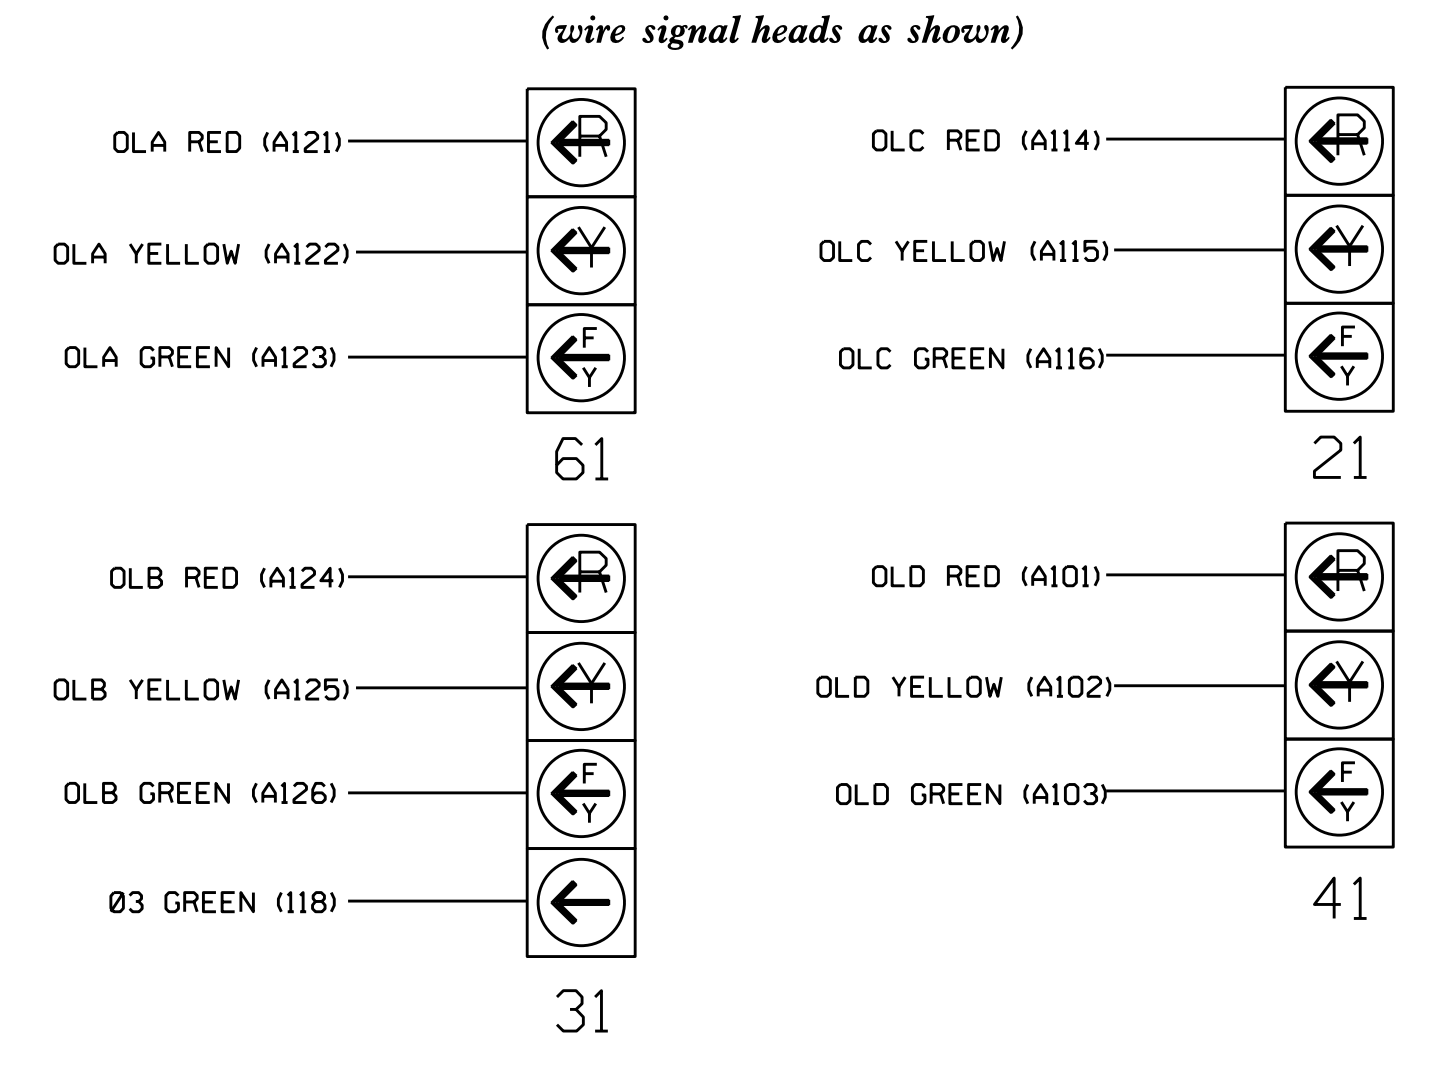 (wire signal heads as shown)
OLA RED (A121)
R
OLA YELLOW (A122)
Y
OLA GREEN (A123)
F
Y
61
OLC RED (A114)
R
OLC YELLOW (A115)
Y
OLC GREEN (A116)
F
Y
21
OLB RED (A124)
R
OLB YELLOW (A125)
Y
OLB GREEN (A126)
F
Y
Ø3 GREEN (118)
31
OLD RED (A101)
R
OLD YELLOW (A102)
Y
OLD GREEN (A103)
F
Y
41